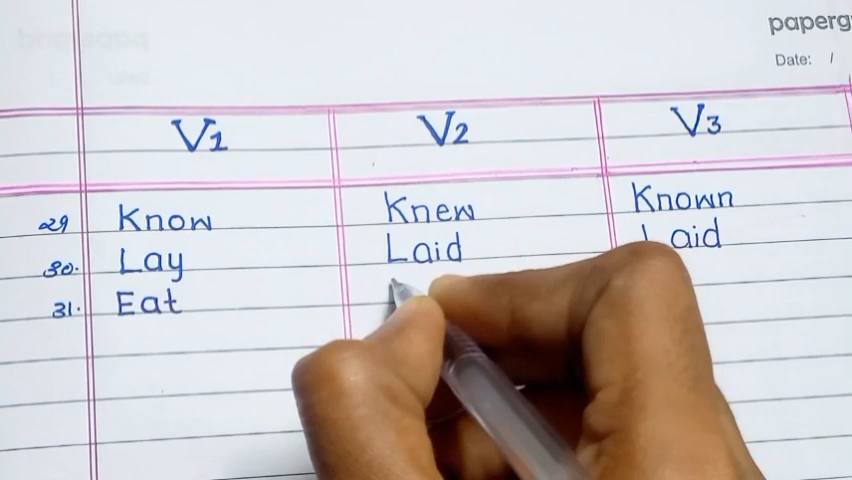 paperg
Date: /
V1 V2 V3
29 Know Knew Known
30. Lay Laid Laid
31. Eat